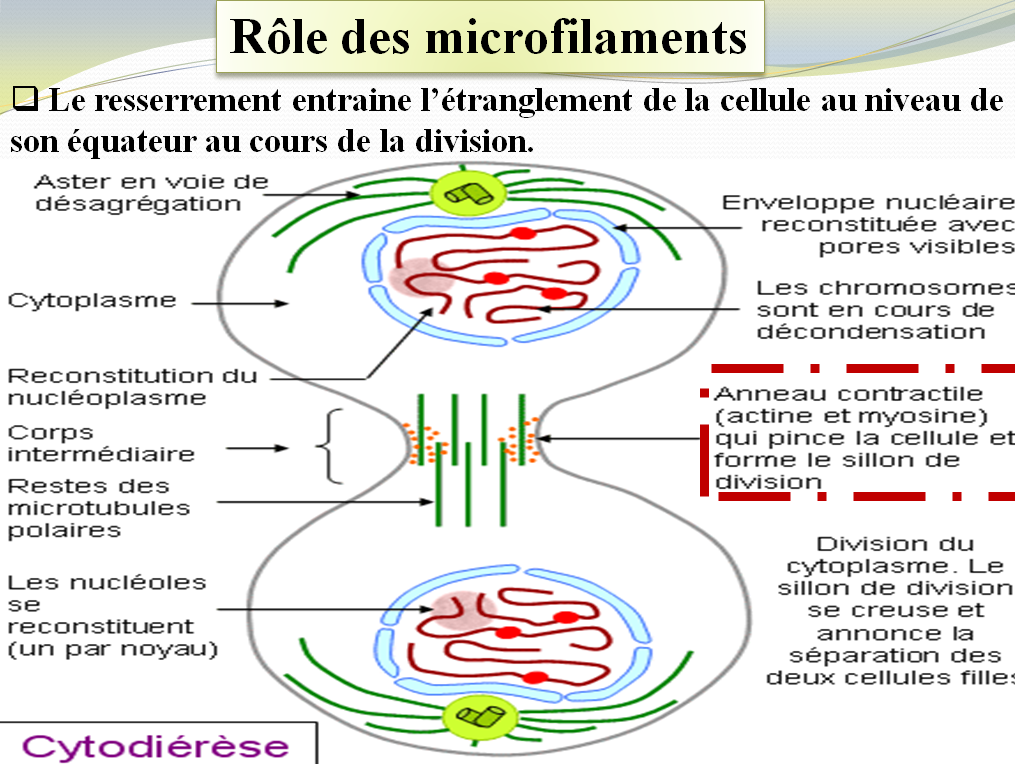 Rôle des microfilaments
❑ Le resserrement entraine l’étranglement de la cellule au niveau de
son équateur au cours de la division.
Aster en voie de
désagrégation
Cytoplasme
Reconstitution du
nucléoplasme
Corps
intermédiaire
Restes des
microtubules
polaires
Les nucléoles
se
reconstituent
(un par noyau)
Enveloppe nucléaire
reconstituée avec
pores visibles
Les chromosomes
sont en cours de
décondensation
Anneau contractile
(actine et myosine)
qui pince la cellule et
forme le sillon de
division
Division du
cytoplasme. Le
sillon de division
se creuse et
annonce la
séparation des
deux cellules filles
Cytodiérèse